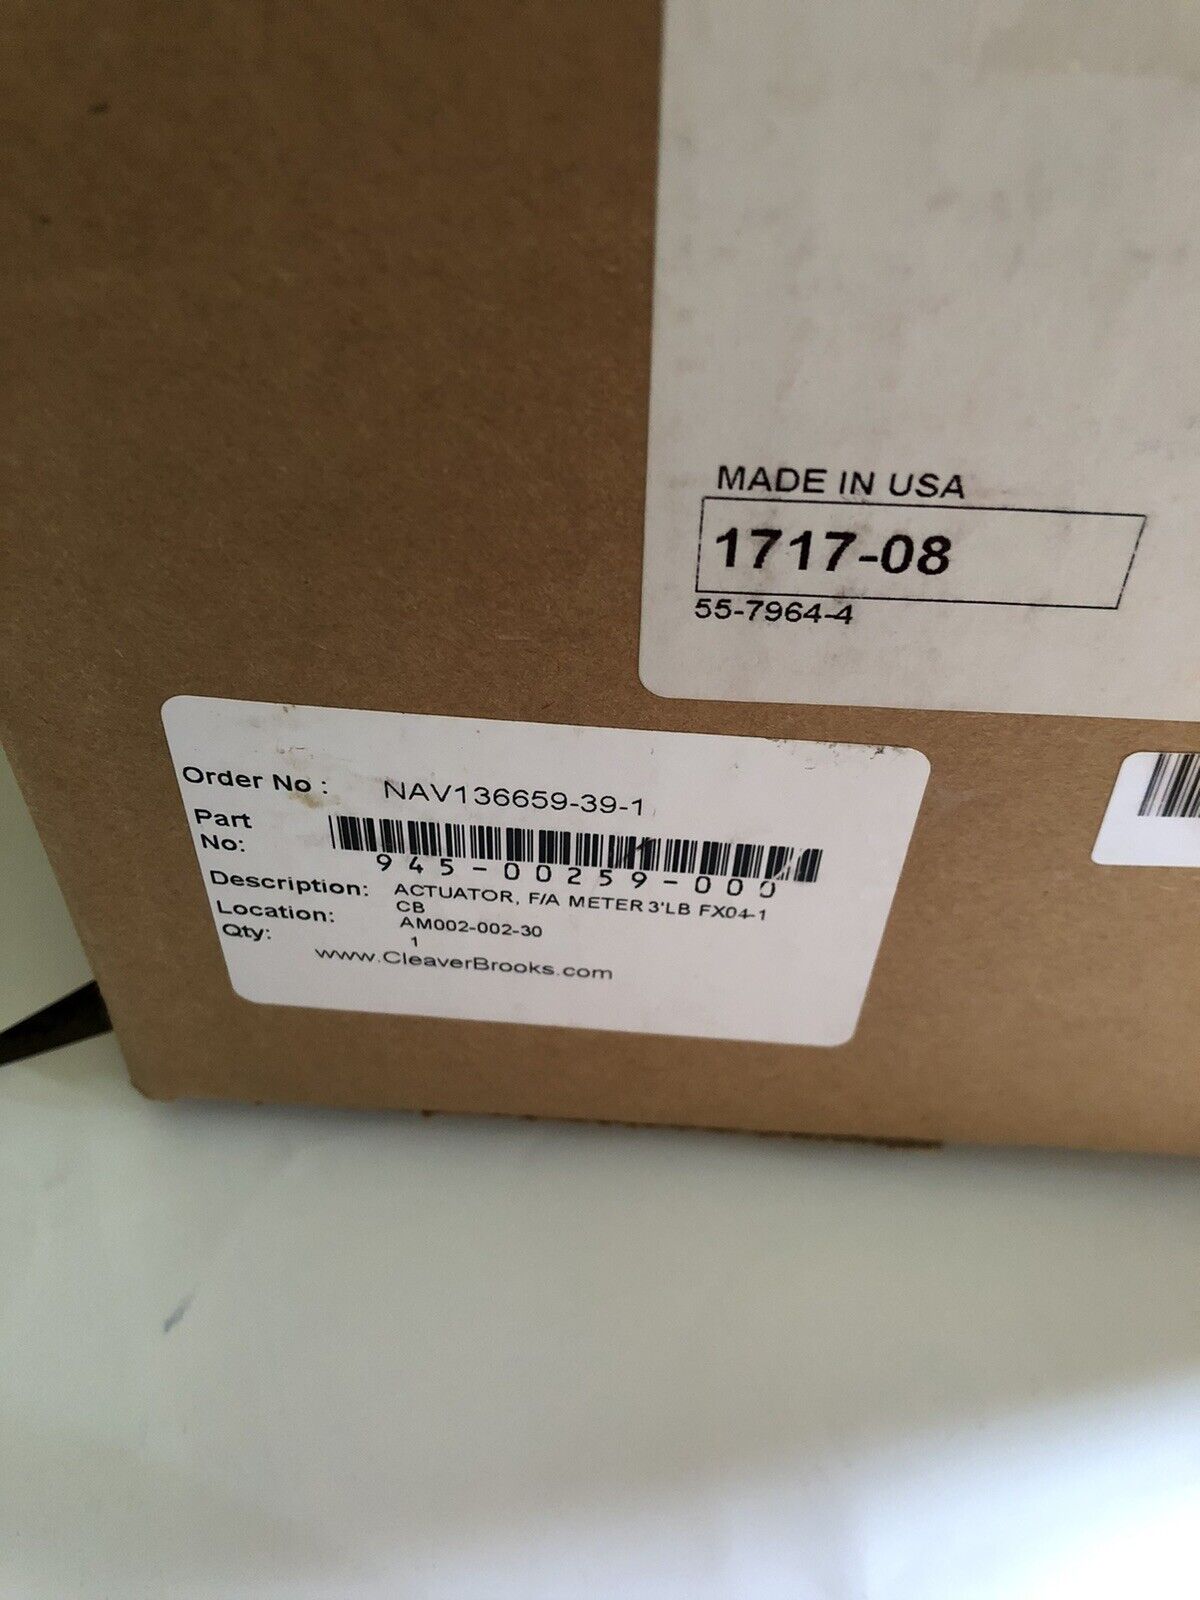 MADE IN USA
1717-08
55-7964-4
Order No : NAV136659-39-1
Part
No:
945-00259-000
Description: ACTUATOR, F/A METER 3'LB FX04-1
CB
Location: AM002-002-30
Qty: 1
www.CleaverBrooks.com